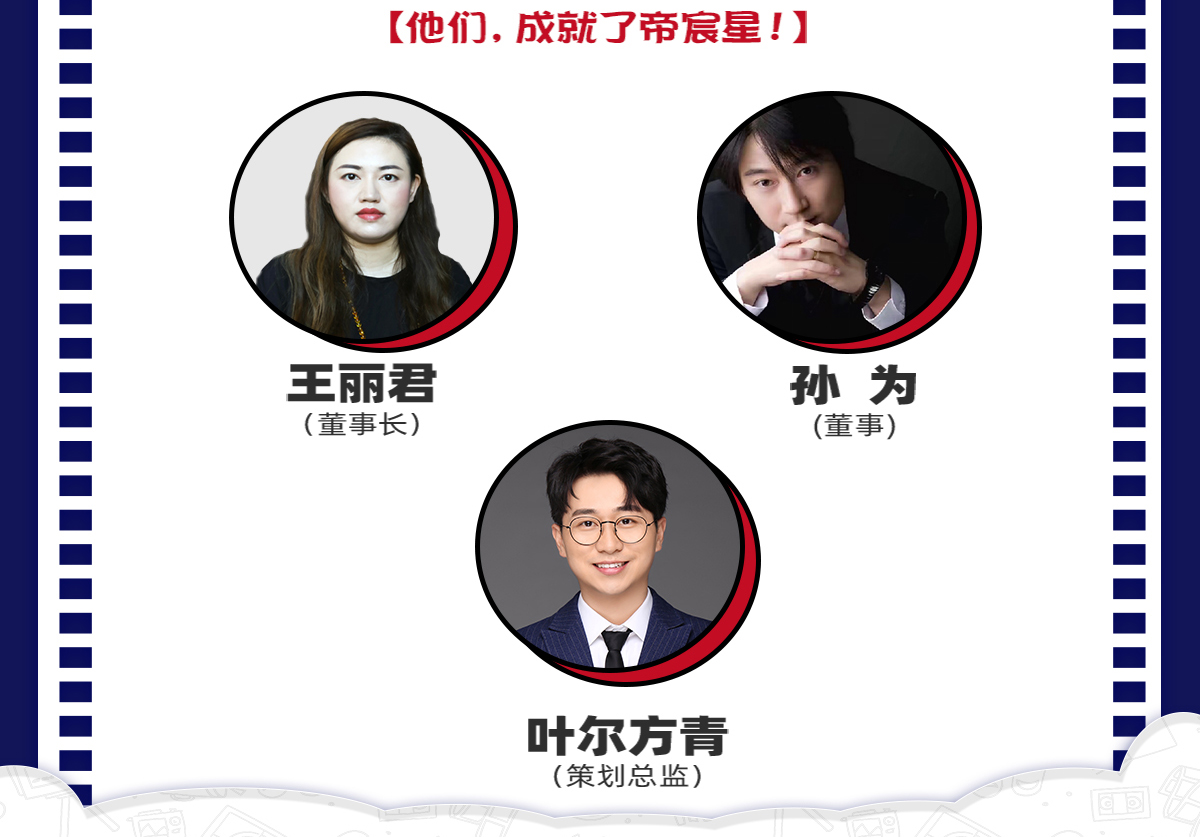 【他们，成就了帝宸星！】
王丽君
（董事长）
孙 为
(董事)
叶尔方青
（策划总监）